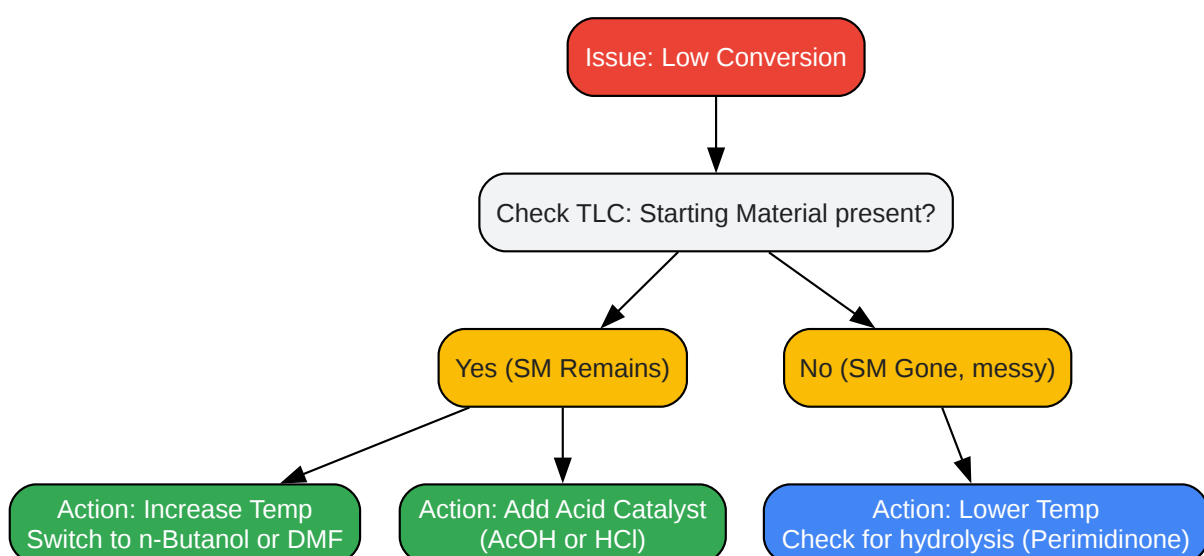 Issue: Low Conversion
Check TLC: Starting Material present?
Yes (SM Remains)
No (SM Gone, messy)
Action: Increase Temp
Switch to n-Butanol or DMF
Action: Add Acid Catalyst
(AcOH or HCl)
Action: Lower Temp
Check for hydrolysis (Perimidinone)